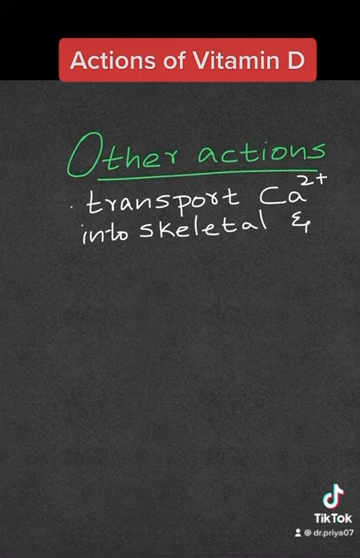 Actions of Vitamin D
Other actions
· transport Ca²⁺
into skeletal &
TikTok
@dr.priya07